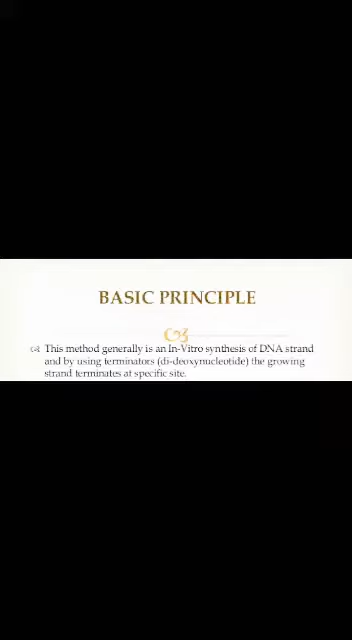 BASIC PRINCIPLE
This method generally is an In-Vitro synthesis of DNA strand
and by using terminators (di-deoxynucleotide) the growing
strand terminates at specific site.